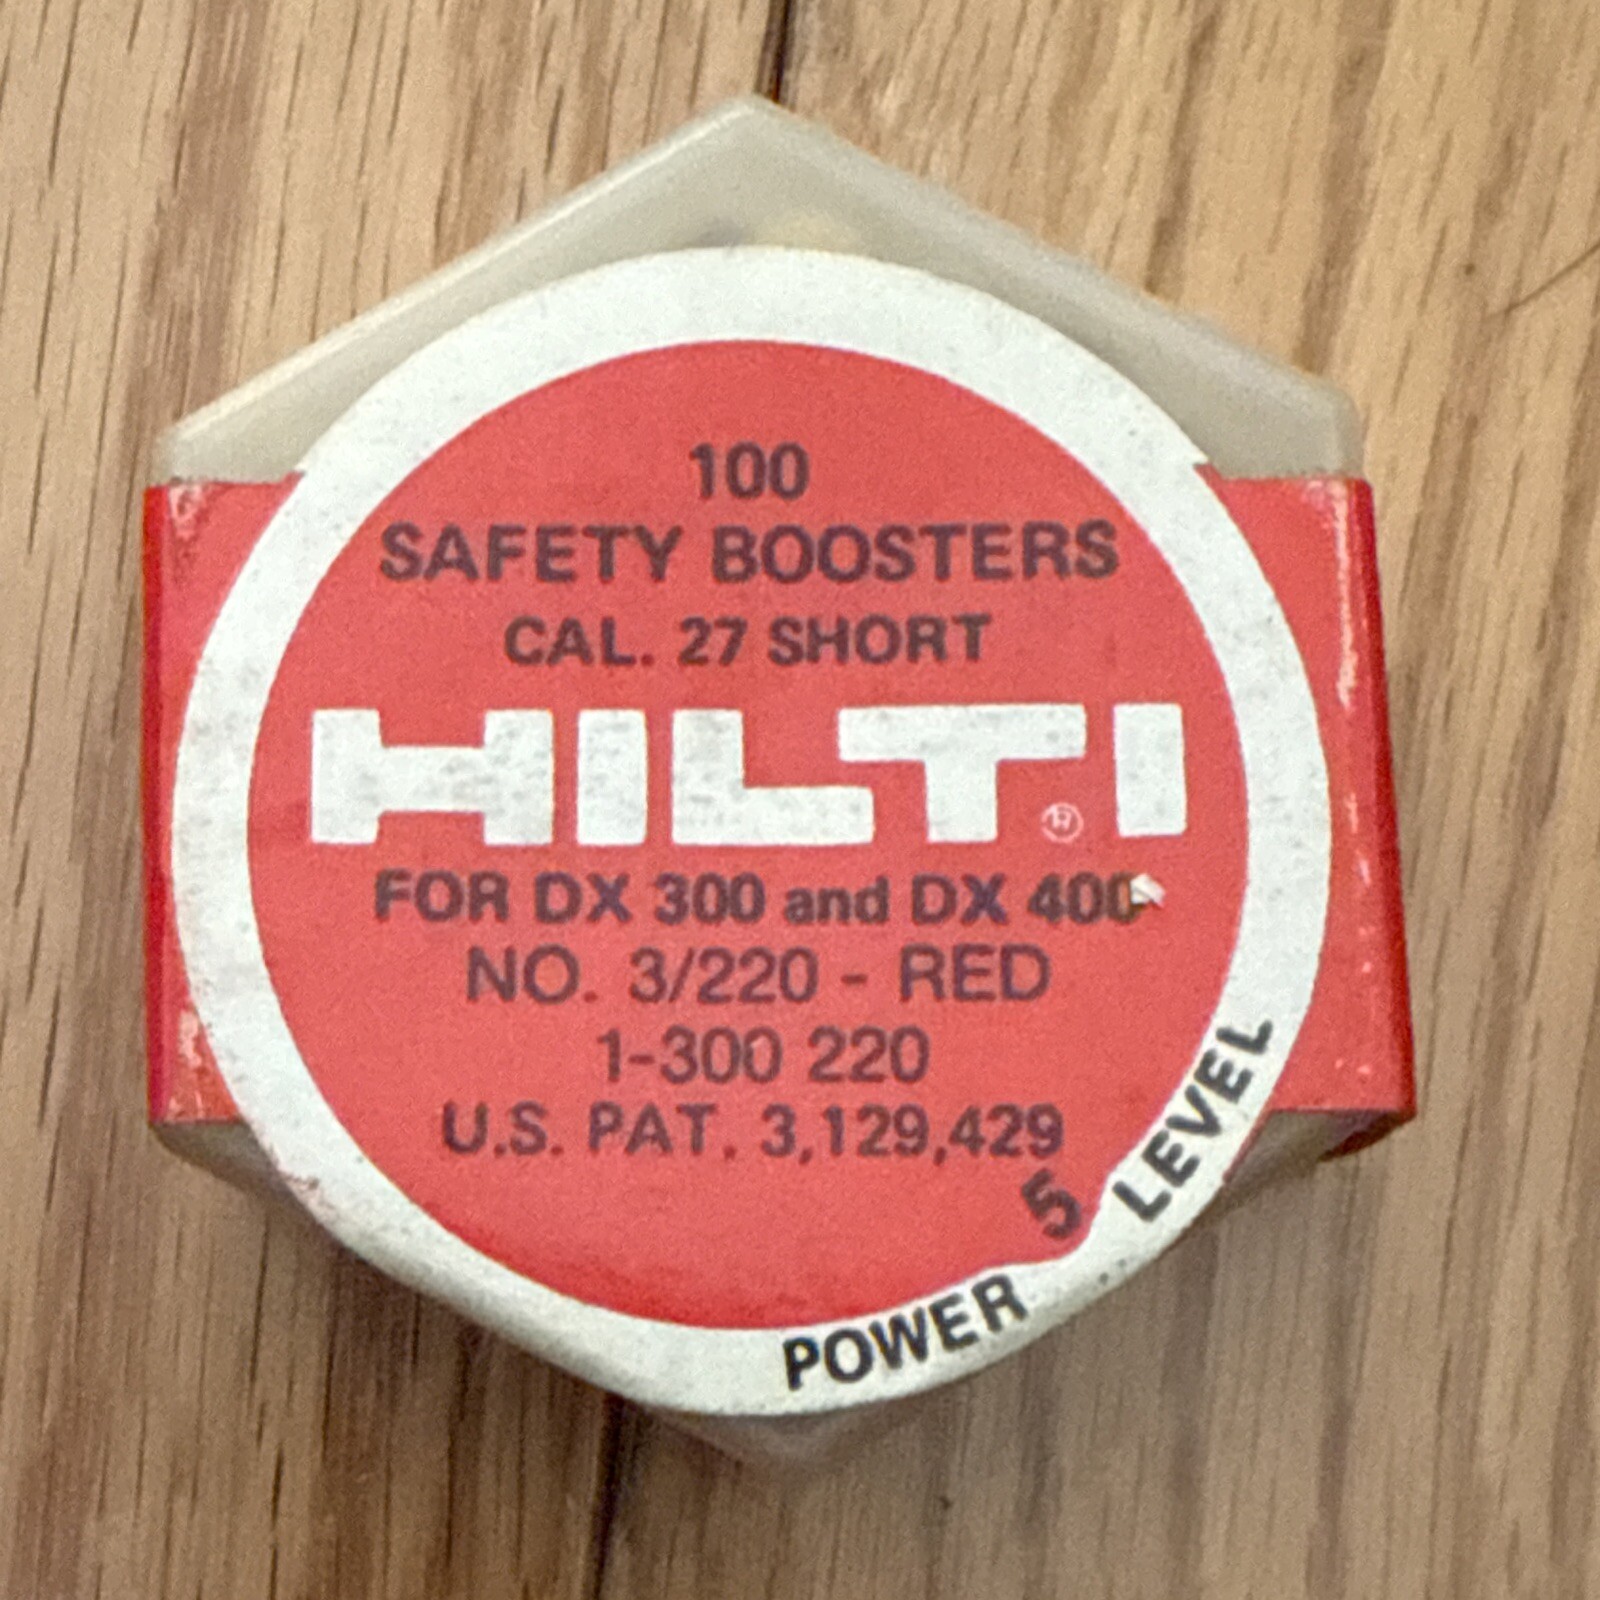 100
SAFETY BOOSTERS
CAL. 27 SHORT
HILTI®
FOR DX 300 and DX 400
NO. 3/220 - RED
1-300 220
U.S. PAT. 3,129,429
POWER 5 LEVEL